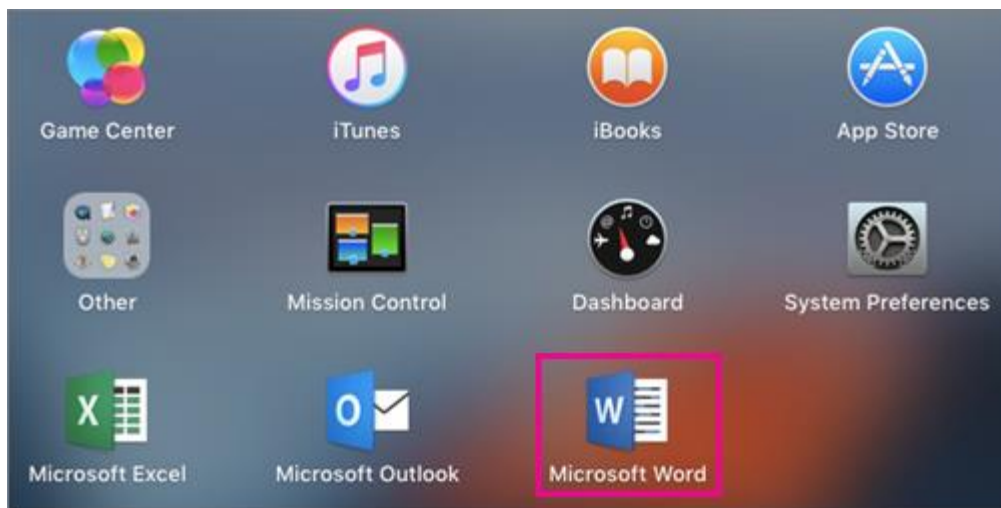 Game Center
iTunes
iBooks
App Store
Other
Mission Control
Dashboard
System Preferences
X
O
W
Microsoft Excel
Microsoft Outlook
Microsoft Word